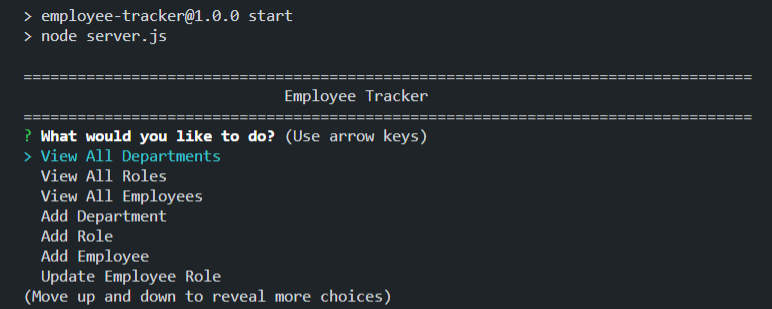 > employee-tracker@1.0.0 start
> node server.js
=================================================================================
Employee Tracker
=================================================================================
? What would you like to do? (Use arrow keys)
> View All Departments
View All Roles
View All Employees
Add Department
Add Role
Add Employee
Update Employee Role
(Move up and down to reveal more choices)